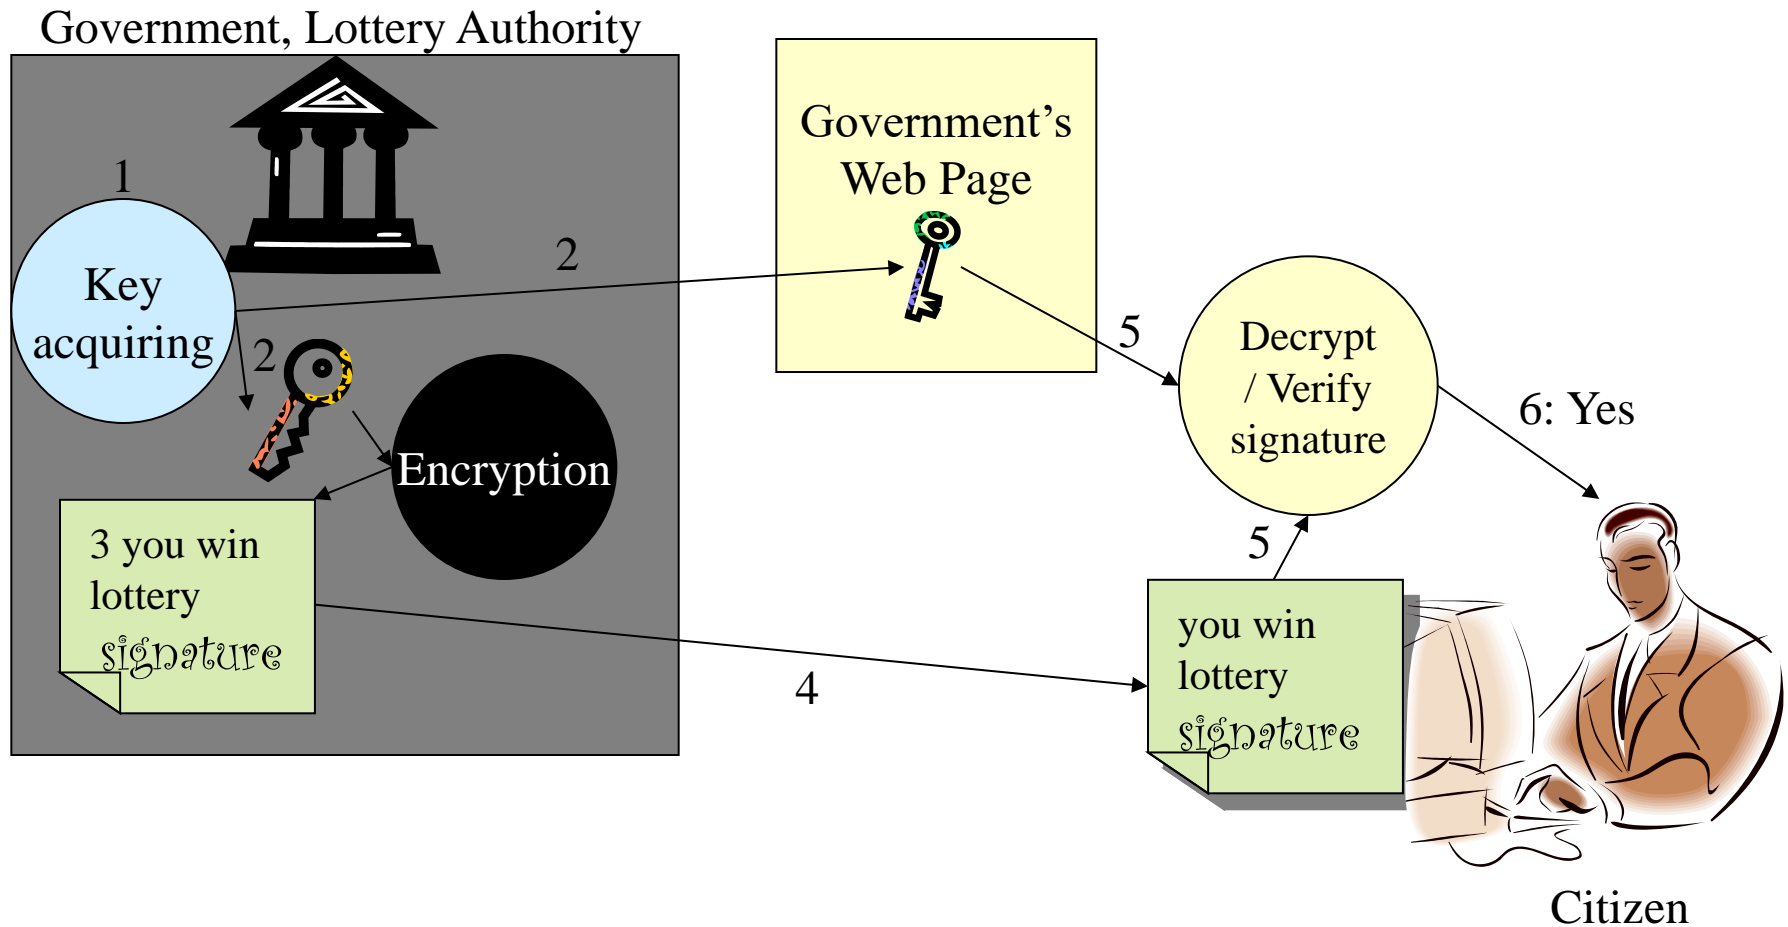 Government, Lottery Authority
1
Key
acquiring
2
2
Encryption
3 you win
lottery
signature
Government’s
Web Page
5
Decrypt
/ Verify
signature
6: Yes
5
4
you win
lottery
signature
Citizen